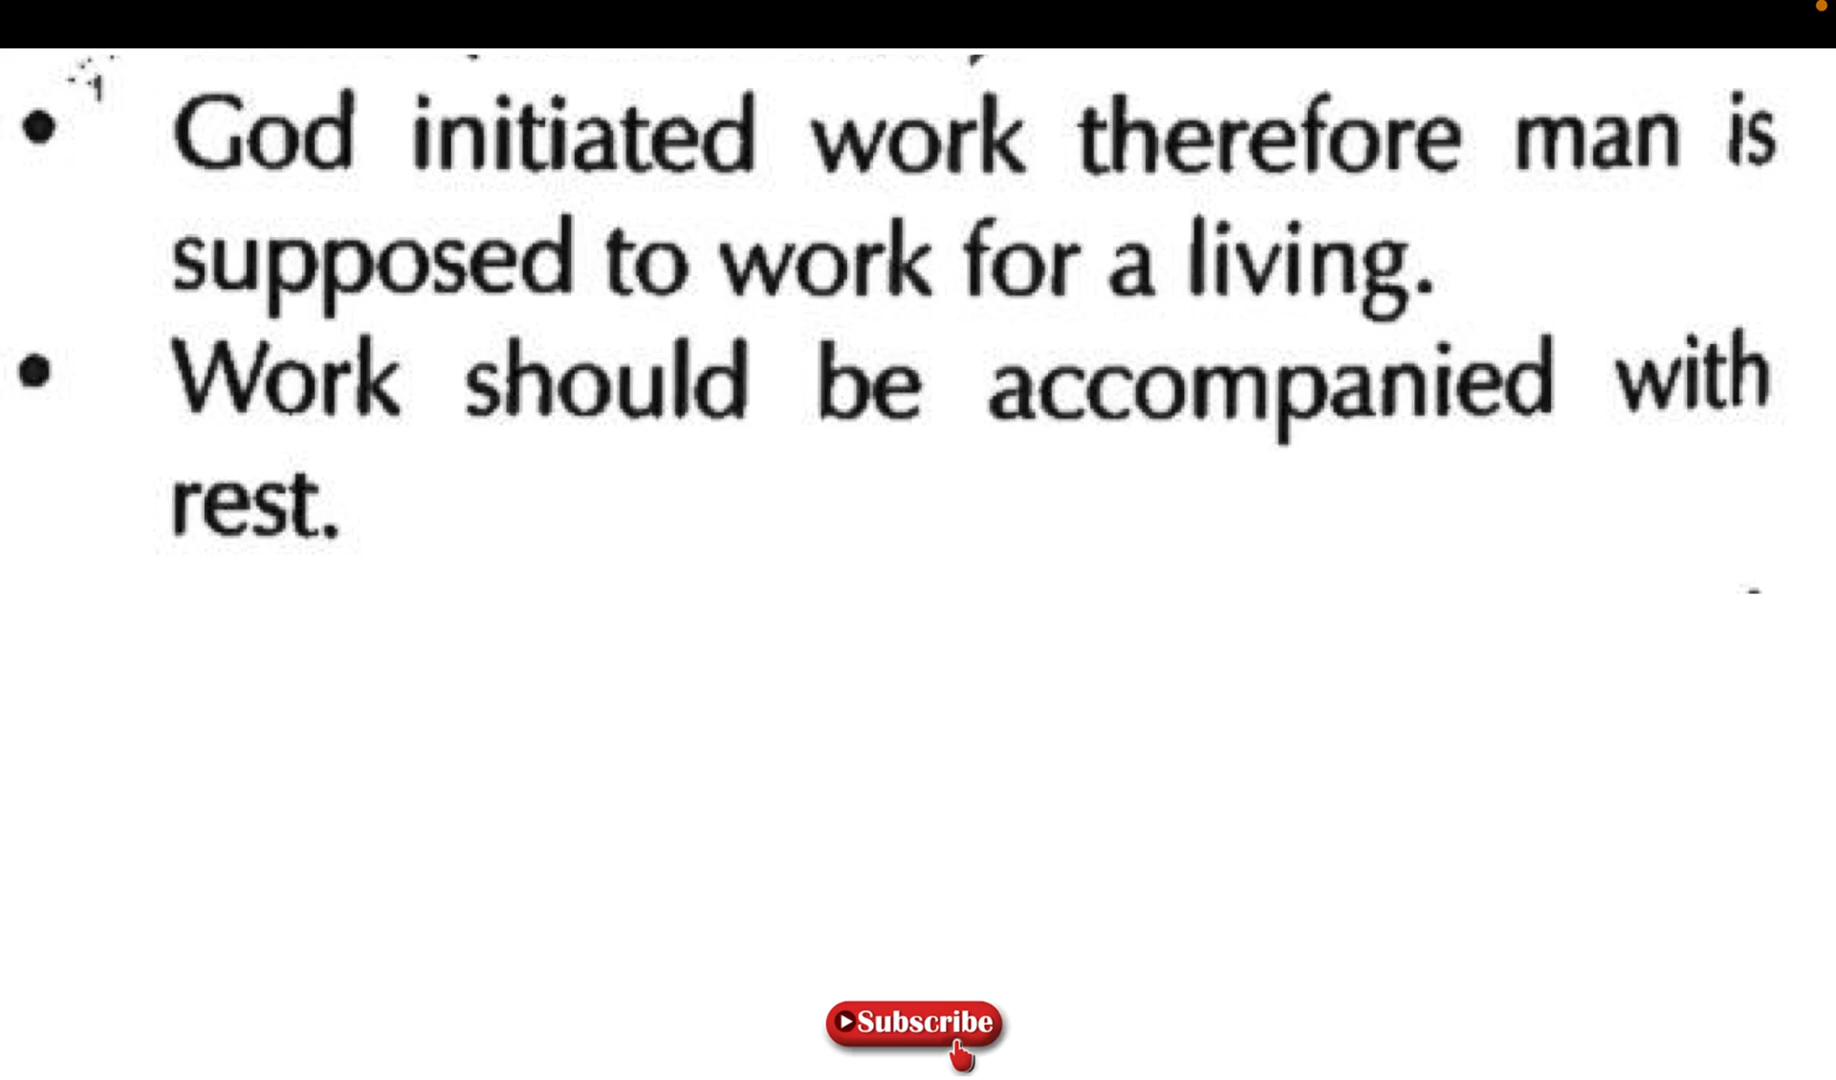 • God initiated work therefore man is
supposed to work for a living.
• Work should be accompanied with
rest.
Subscribe